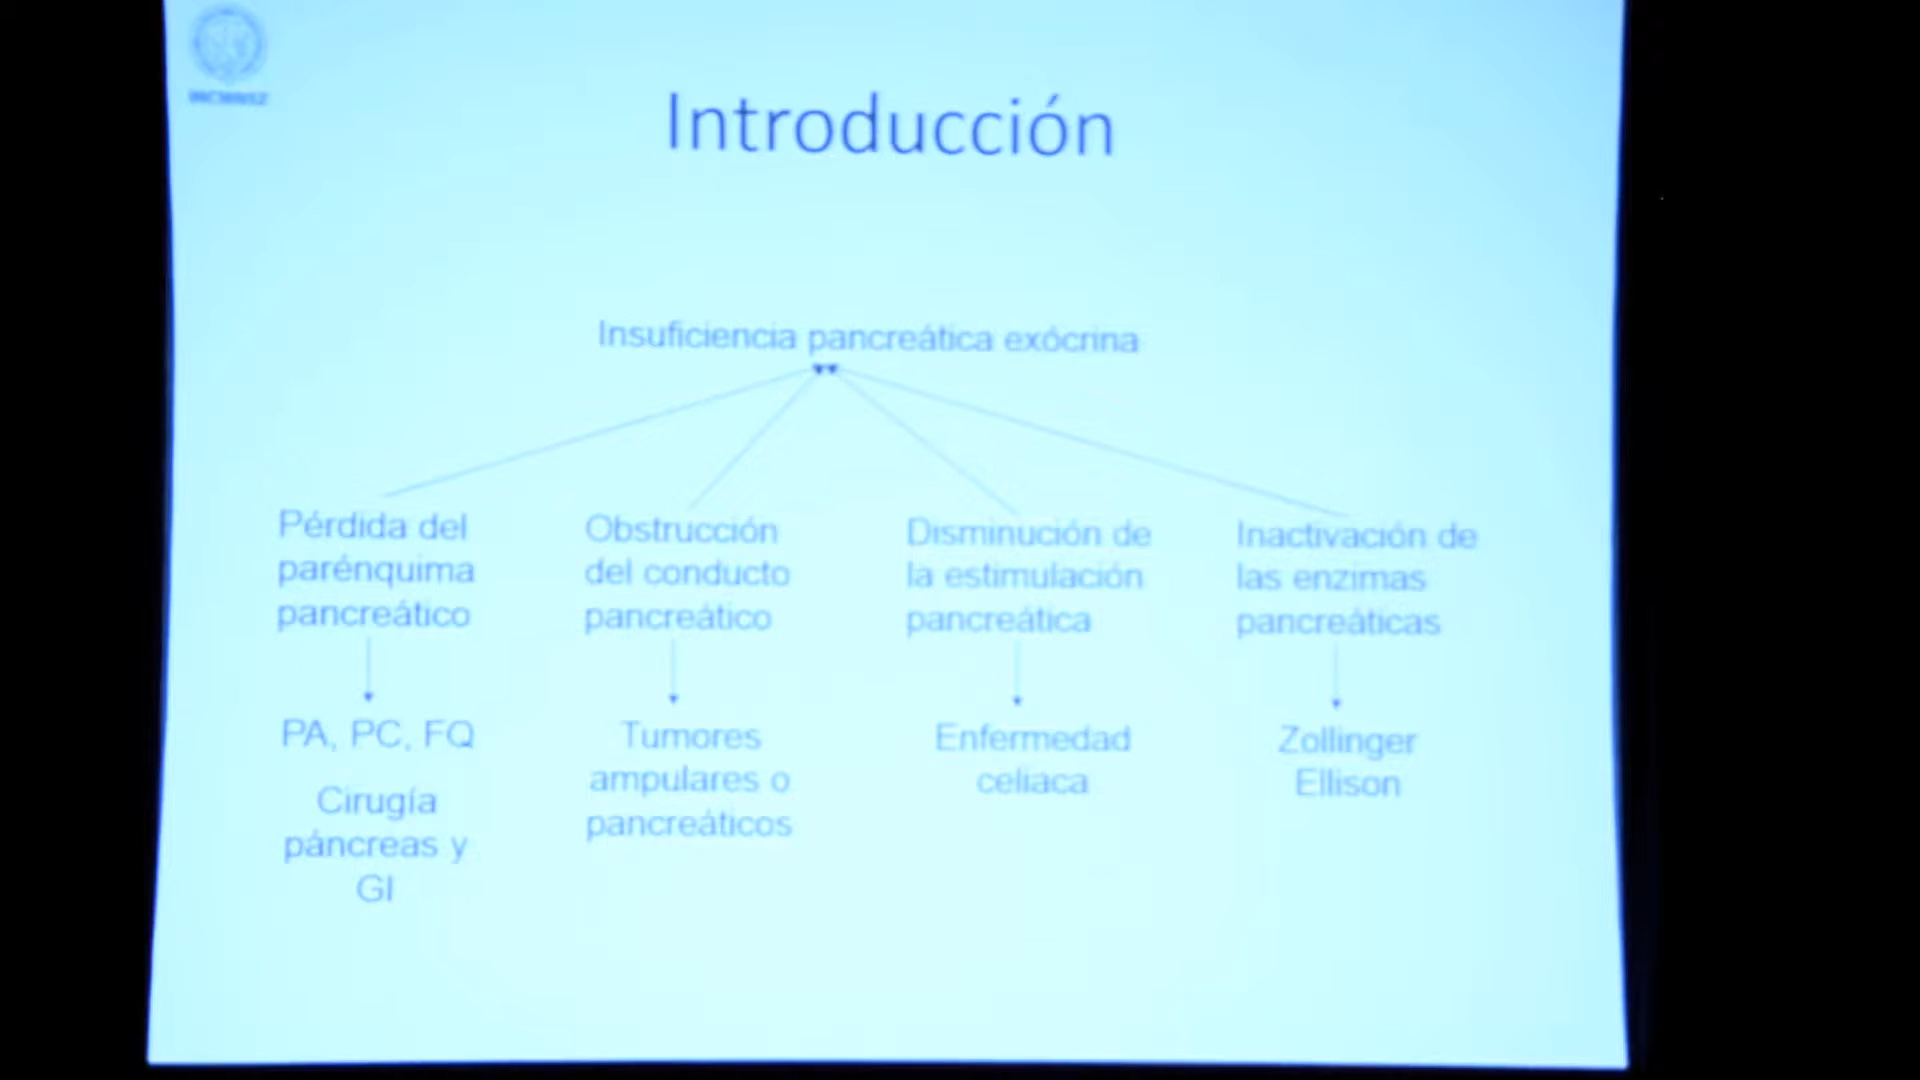 INCMNSZ
Introducción
Insuficiencia pancreática exócrina
Pérdida del
parénquima
pancreático
Obstrucción
del conducto
pancreático
Disminución de
la estimulación
pancreática
Inactivación de
las enzimas
pancreáticas
PA, PC, FQ
Cirugía
páncreas y
GI
Tumores
ampulares o
pancreáticos
Enfermedad
celiaca
Zollinger
Ellison